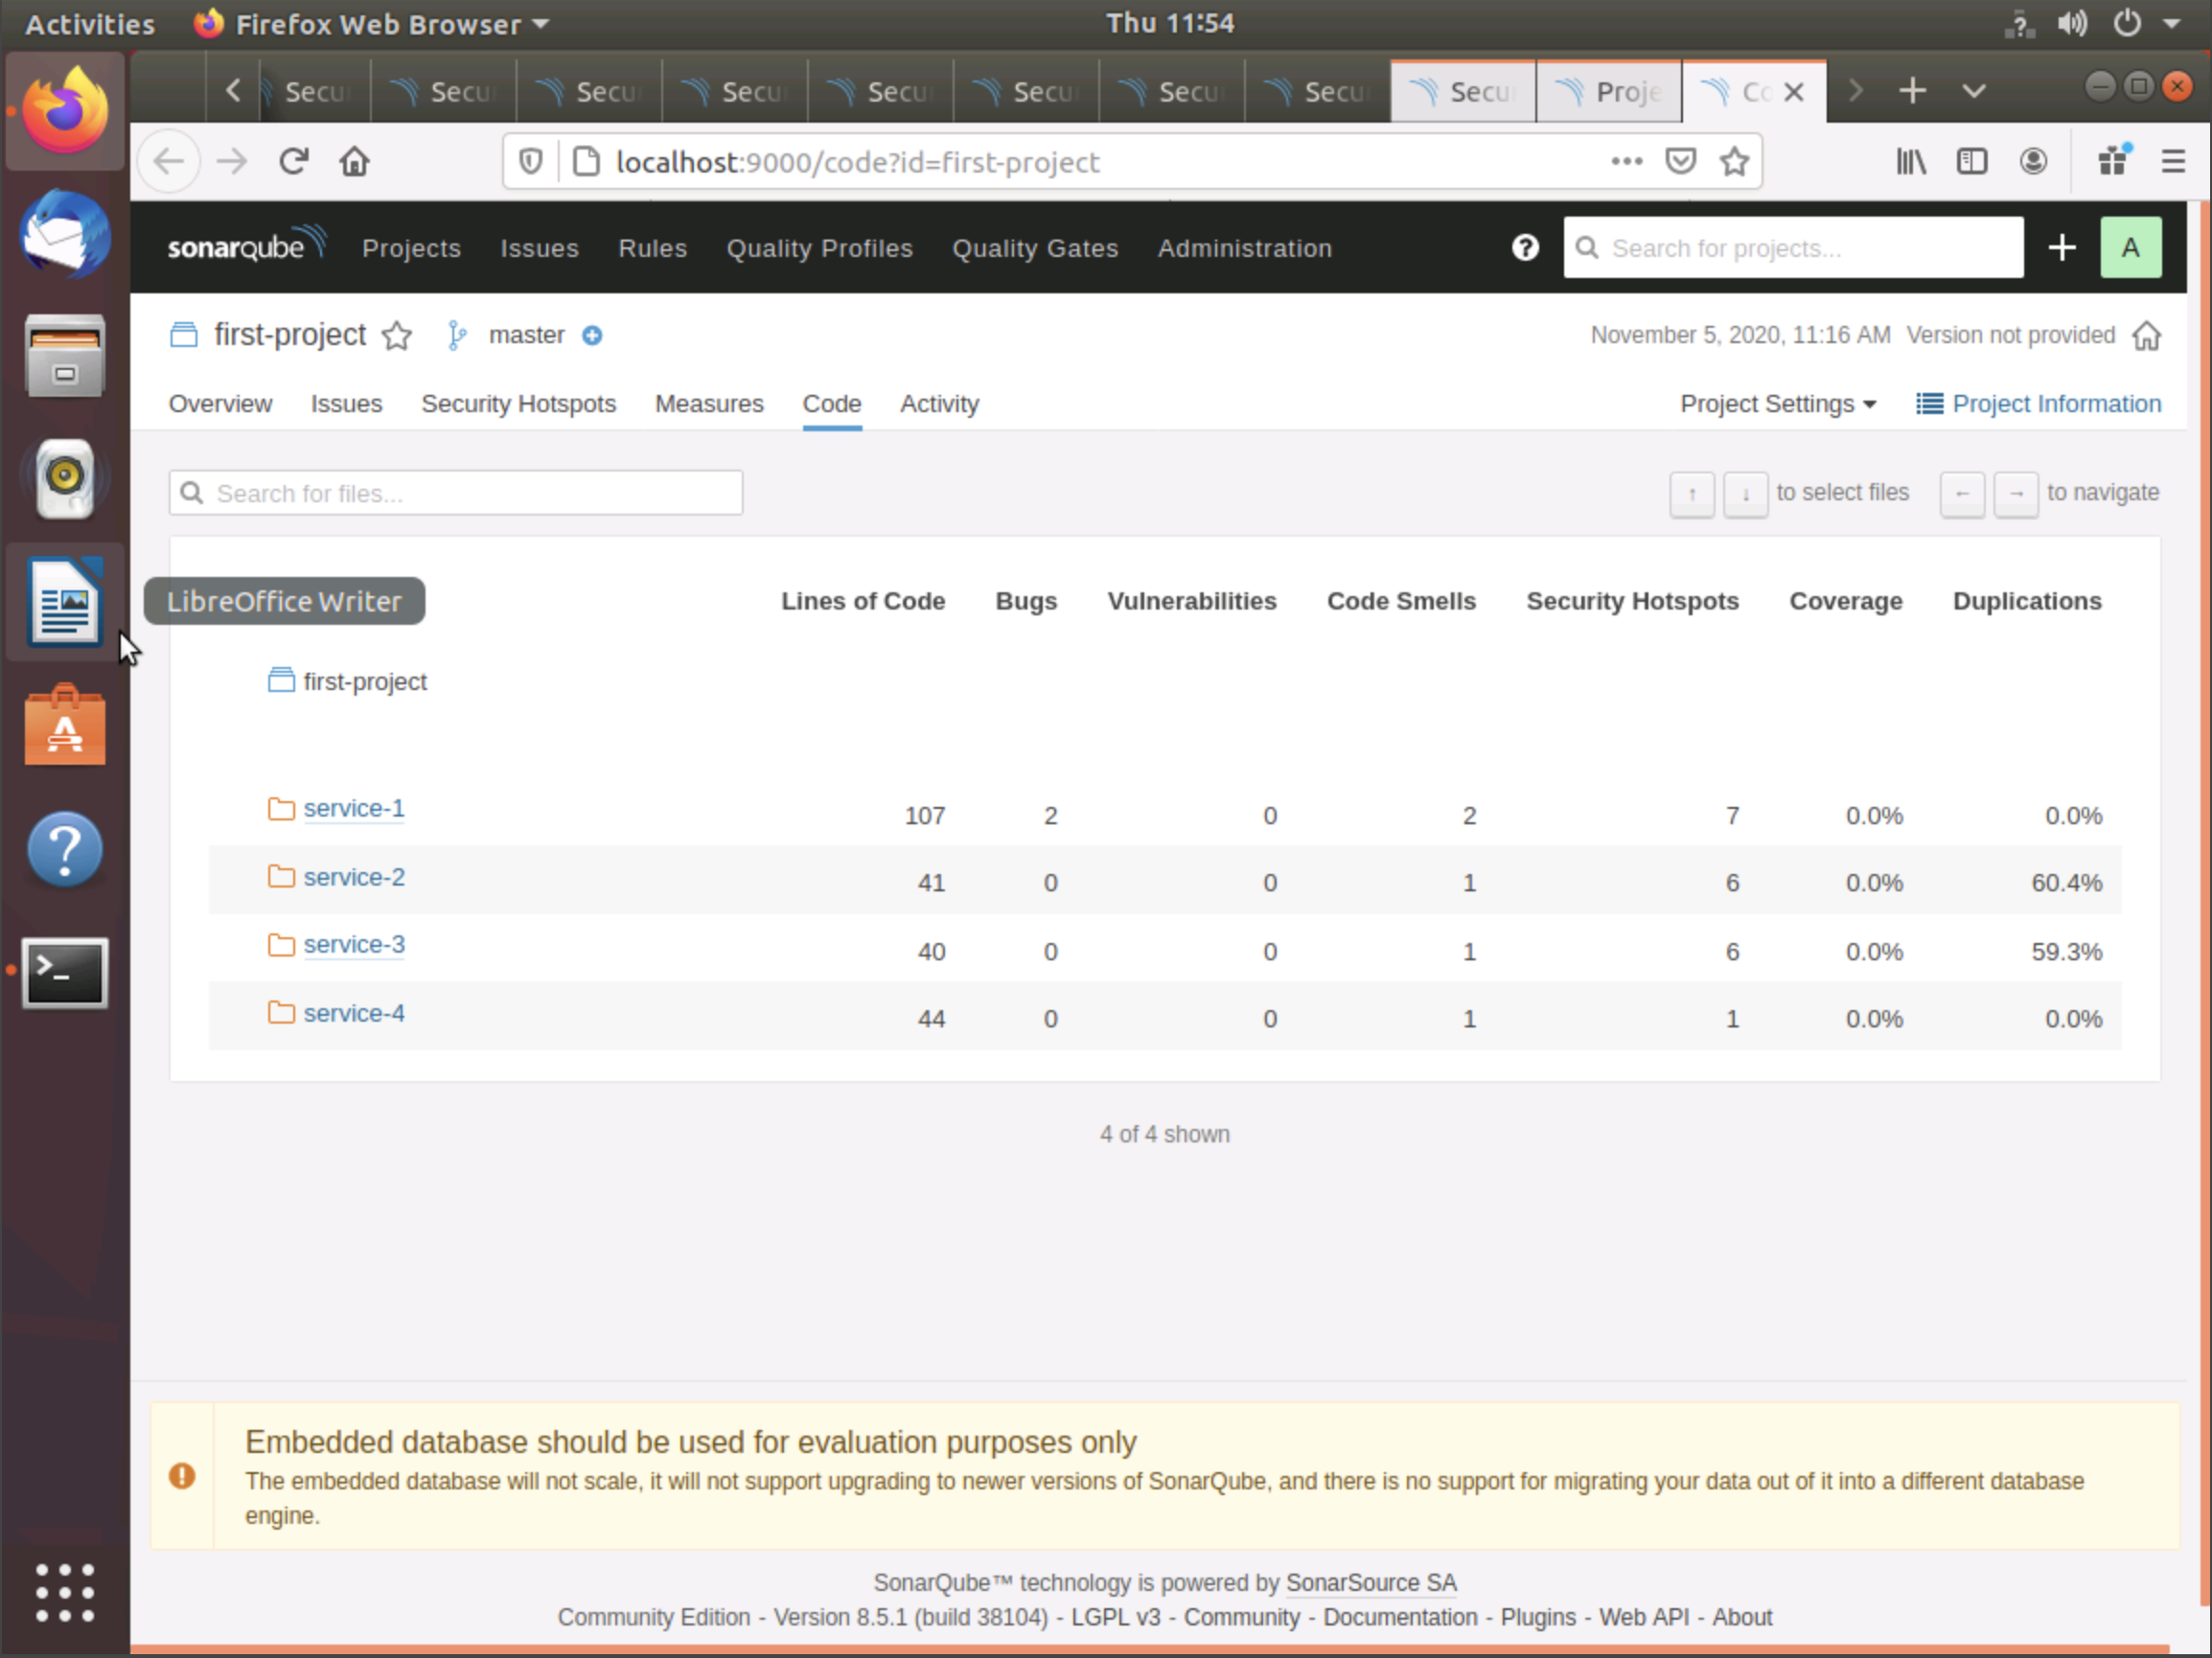 Activities Firefox Web Browser Thu 11:54
Secu Secu Secu Secu Secu Secu Secu Secu Secu Proje Co
localhost:9000/code?id=first-project
sonarqube Projects Issues Rules Quality Profiles Quality Gates Administration Search for projects... A
first-project master November 5, 2020, 11:16 AM Version not provided
Overview Issues Security Hotspots Measures Code Activity Project Settings Project Information
Search for files... ↑ ↓ to select files ← → to navigate
LibreOffice Writer Lines of Code Bugs Vulnerabilities Code Smells Security Hotspots Coverage Duplications
first-project
service-1 107 2 0 2 7 0.0% 0.0%
service-2 41 0 0 1 6 0.0% 60.4%
service-3 40 0 0 1 6 0.0% 59.3%
service-4 44 0 0 1 1 0.0% 0.0%
4 of 4 shown
Embedded database should be used for evaluation purposes only
The embedded database will not scale, it will not support upgrading to newer versions of SonarQube, and there is no support for migrating your data out of it into a different database
engine.
SonarQube™ technology is powered by SonarSource SA
Community Edition - Version 8.5.1 (build 38104) - LGPL v3 - Community - Documentation - Plugins - Web API - About